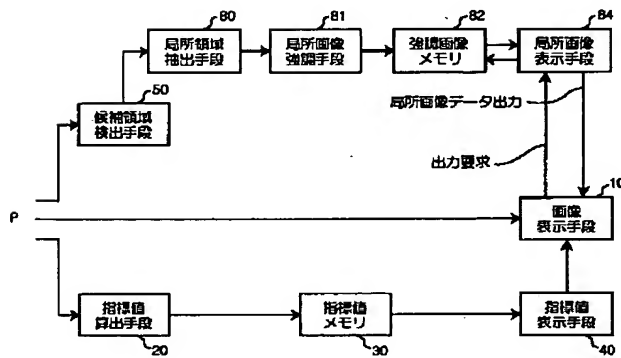 80
局所領域
抽出手段
81
局所画像
強調手段
82
強調画像
メモリ
84
局所画像
表示手段
50
候補領域
検出手段
局所画像データ出力
出力要求
P
10
画像
表示手段
指標値
算出手段
20
指標値
メモリ
30
指標値
表示手段
40